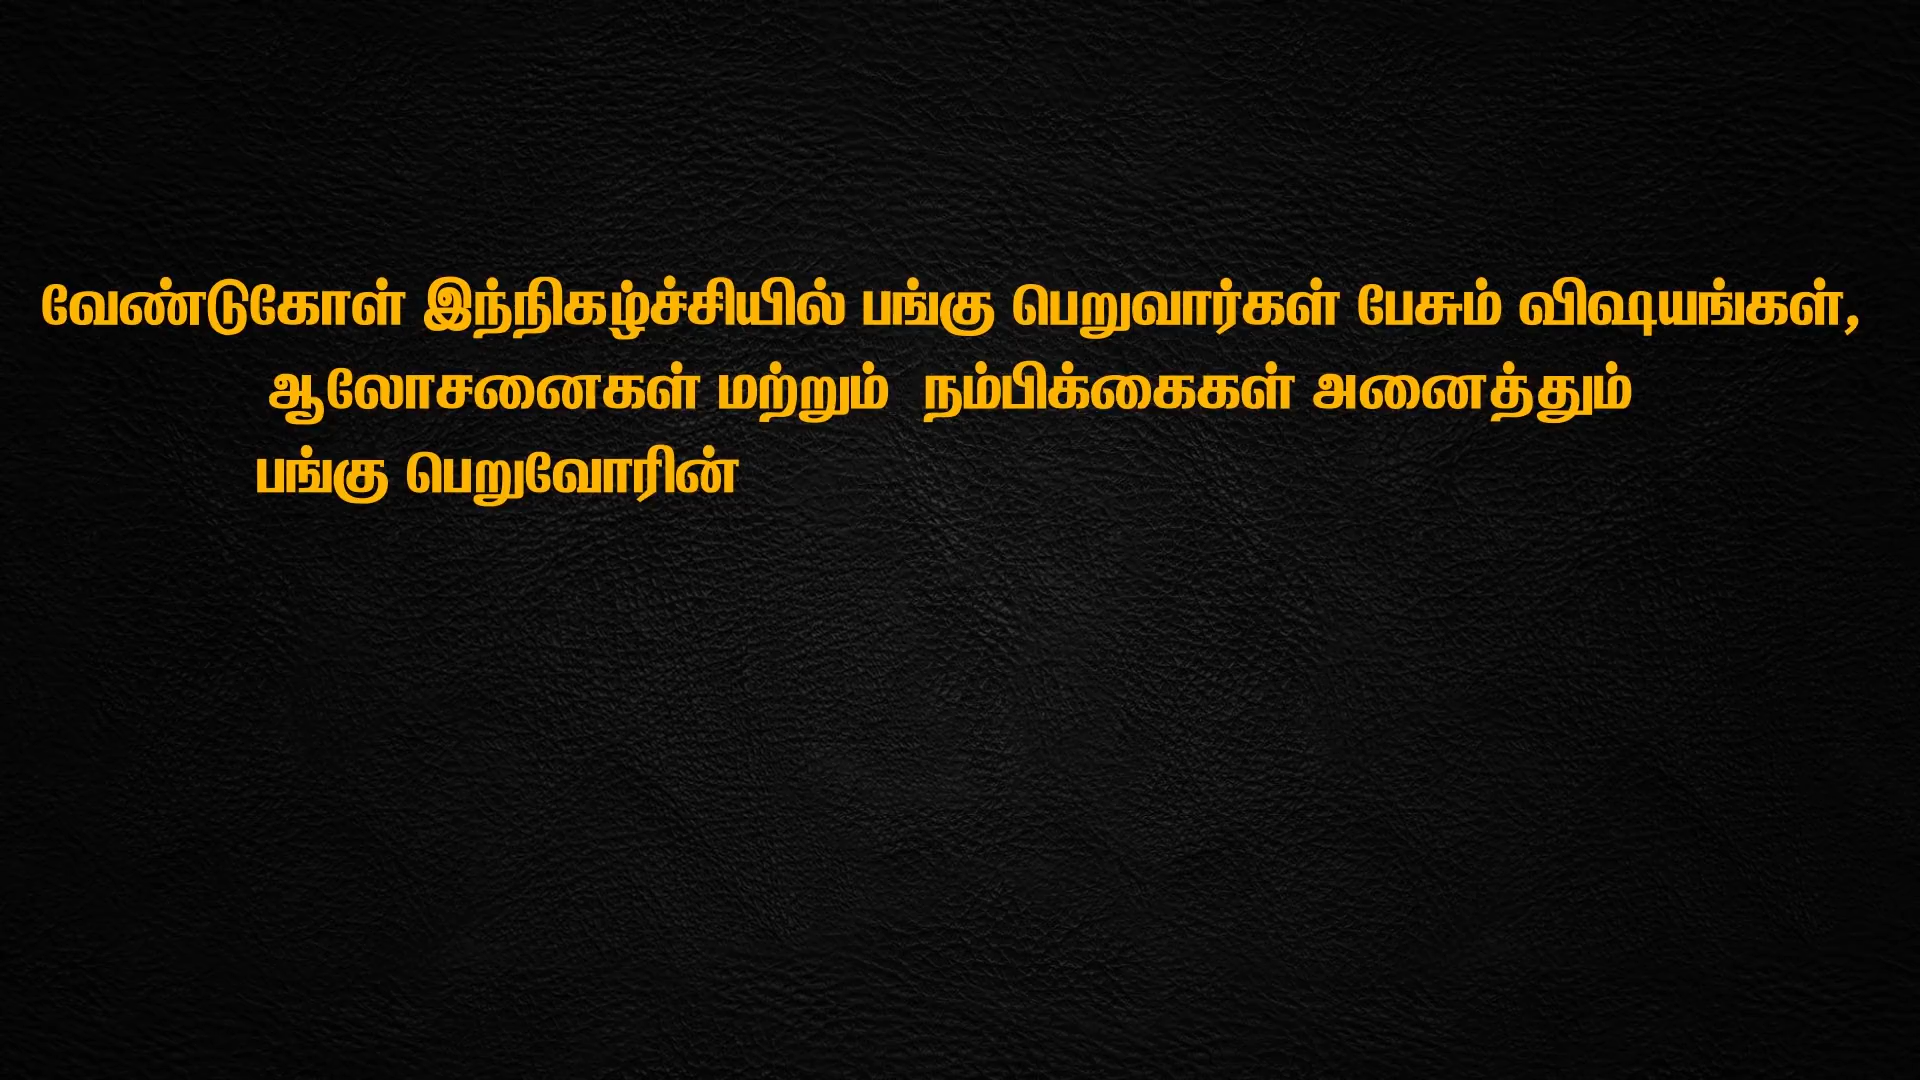 வேண்டுகோள் இந்நிகழ்ச்சியில் பங்கு பெறுவார்கள் பேசும் விஷயங்கள்,
ஆலோசனைகள் மற்றும் நம்பிக்கைகள் அனைத்தும்
பங்கு பெறுவோரின்